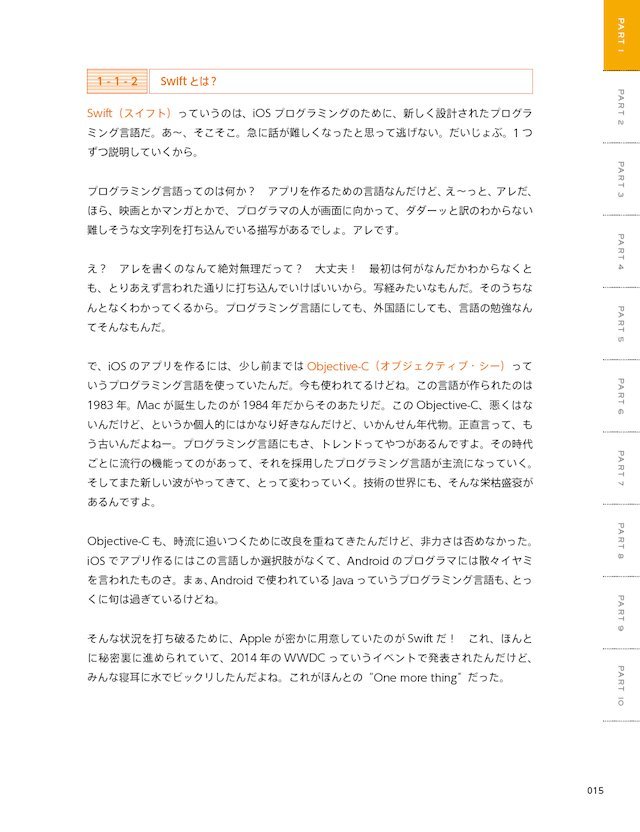 1-1-2 Swiftとは？
Swift（スイフト）っていうのは、iOS プログラミングのために、新しく設計されたプログラ
ミング言語だ。あ〜、そこそこ。急に話が難しくなったと思って逃げない。だいじょぶ。1 つ
ずつ説明していくから。
プログラミング言語ってのは何か？　アプリを作るための言語なんだけど、え〜っと、アレだ、
ほら、映画とかマンガとかで、プログラマの人が画面に向かって、ダダーッと訳のわからない
難しそうな文字列を打ち込んでいる描写があるでしょ。アレです。
え？　アレを書くのなんて絶対無理だって？　大丈夫！　最初は何がなんだかわからなくと
も、とりあえず言われた通りに打ち込んでいけばいいから。写経みたいなもんだ。そのうちな
んとなくわかってくるから。プログラミング言語にしても、外国語にしても、言語の勉強なん
てそんなもんだ。
で、iOS のアプリを作るには、少し前までは Objective-C（オブジェクティブ・シー）って
いうプログラミング言語を使っていたんだ。今も使われてるけどね。この言語が作られたのは
1983 年。Mac が誕生したのが 1984 年だからそのあたりだ。この Objective-C、悪くはな
いんだけど、というか個人的にはかなり好きなんだけど、いかんせん年代物。正直言って、も
う古いんだよねー。プログラミング言語にもさ、トレンドってやつがあるんですよ。その時代
ごとに流行の機能ってのがあって、それを採用したプログラミング言語が主流になっていく。
そしてまた新しい波がやってきて、とって変わっていく。技術の世界にも、そんな栄枯盛衰が
あるんですよ。
Objective-C も、時流に追いつくために改良を重ねてきたんだけど、非力さは否めなかった。
iOS でアプリ作るにはこの言語しか選択肢がなくて、Android のプログラマには散々イヤミ
を言われたものさ。まぁ、Android で使われている Java っていうプログラミング言語も、とっ
くに旬は過ぎているけどね。
そんな状況を打ち破るために、Apple が密かに用意していたのが Swift だ！　これ、ほんと
に秘密裏に進められていて、2014 年の WWDC っていうイベントで発表されたんだけど、
みんな寝耳に水でビックリしたんだよね。これがほんとの “One more thing” だった。
PART 1
PART 2
PART 3
PART 4
PART 5
PART 6
PART 7
PART 8
PART 9
PART 10
015